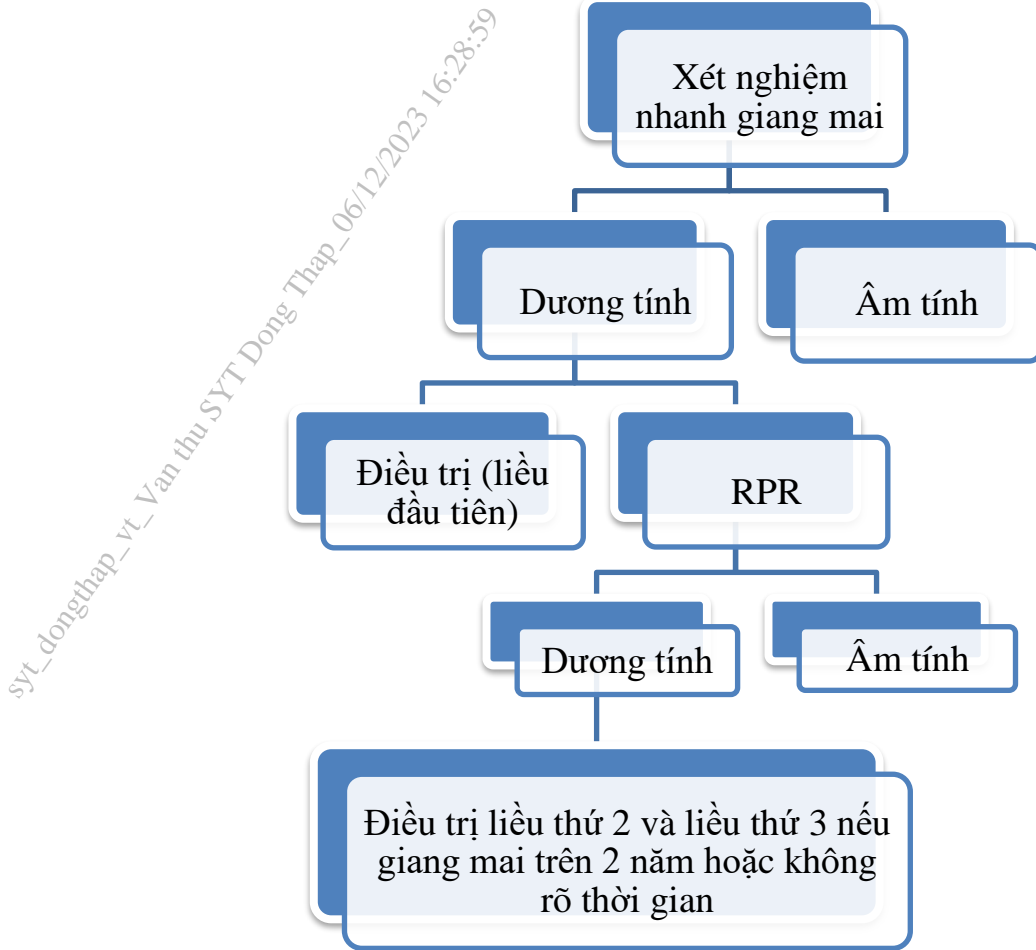 syt_dongthap_vt_Van thu SYT Dong Thap_06/12/2023 16:28:59
Xét nghiệm
nhanh giang mai
Dương tính
Âm tính
Điều trị (liều
đầu tiên)
RPR
Dương tính
Âm tính
Điều trị liều thứ 2 và liều thứ 3 nếu
giang mai trên 2 năm hoặc không
rõ thời gian